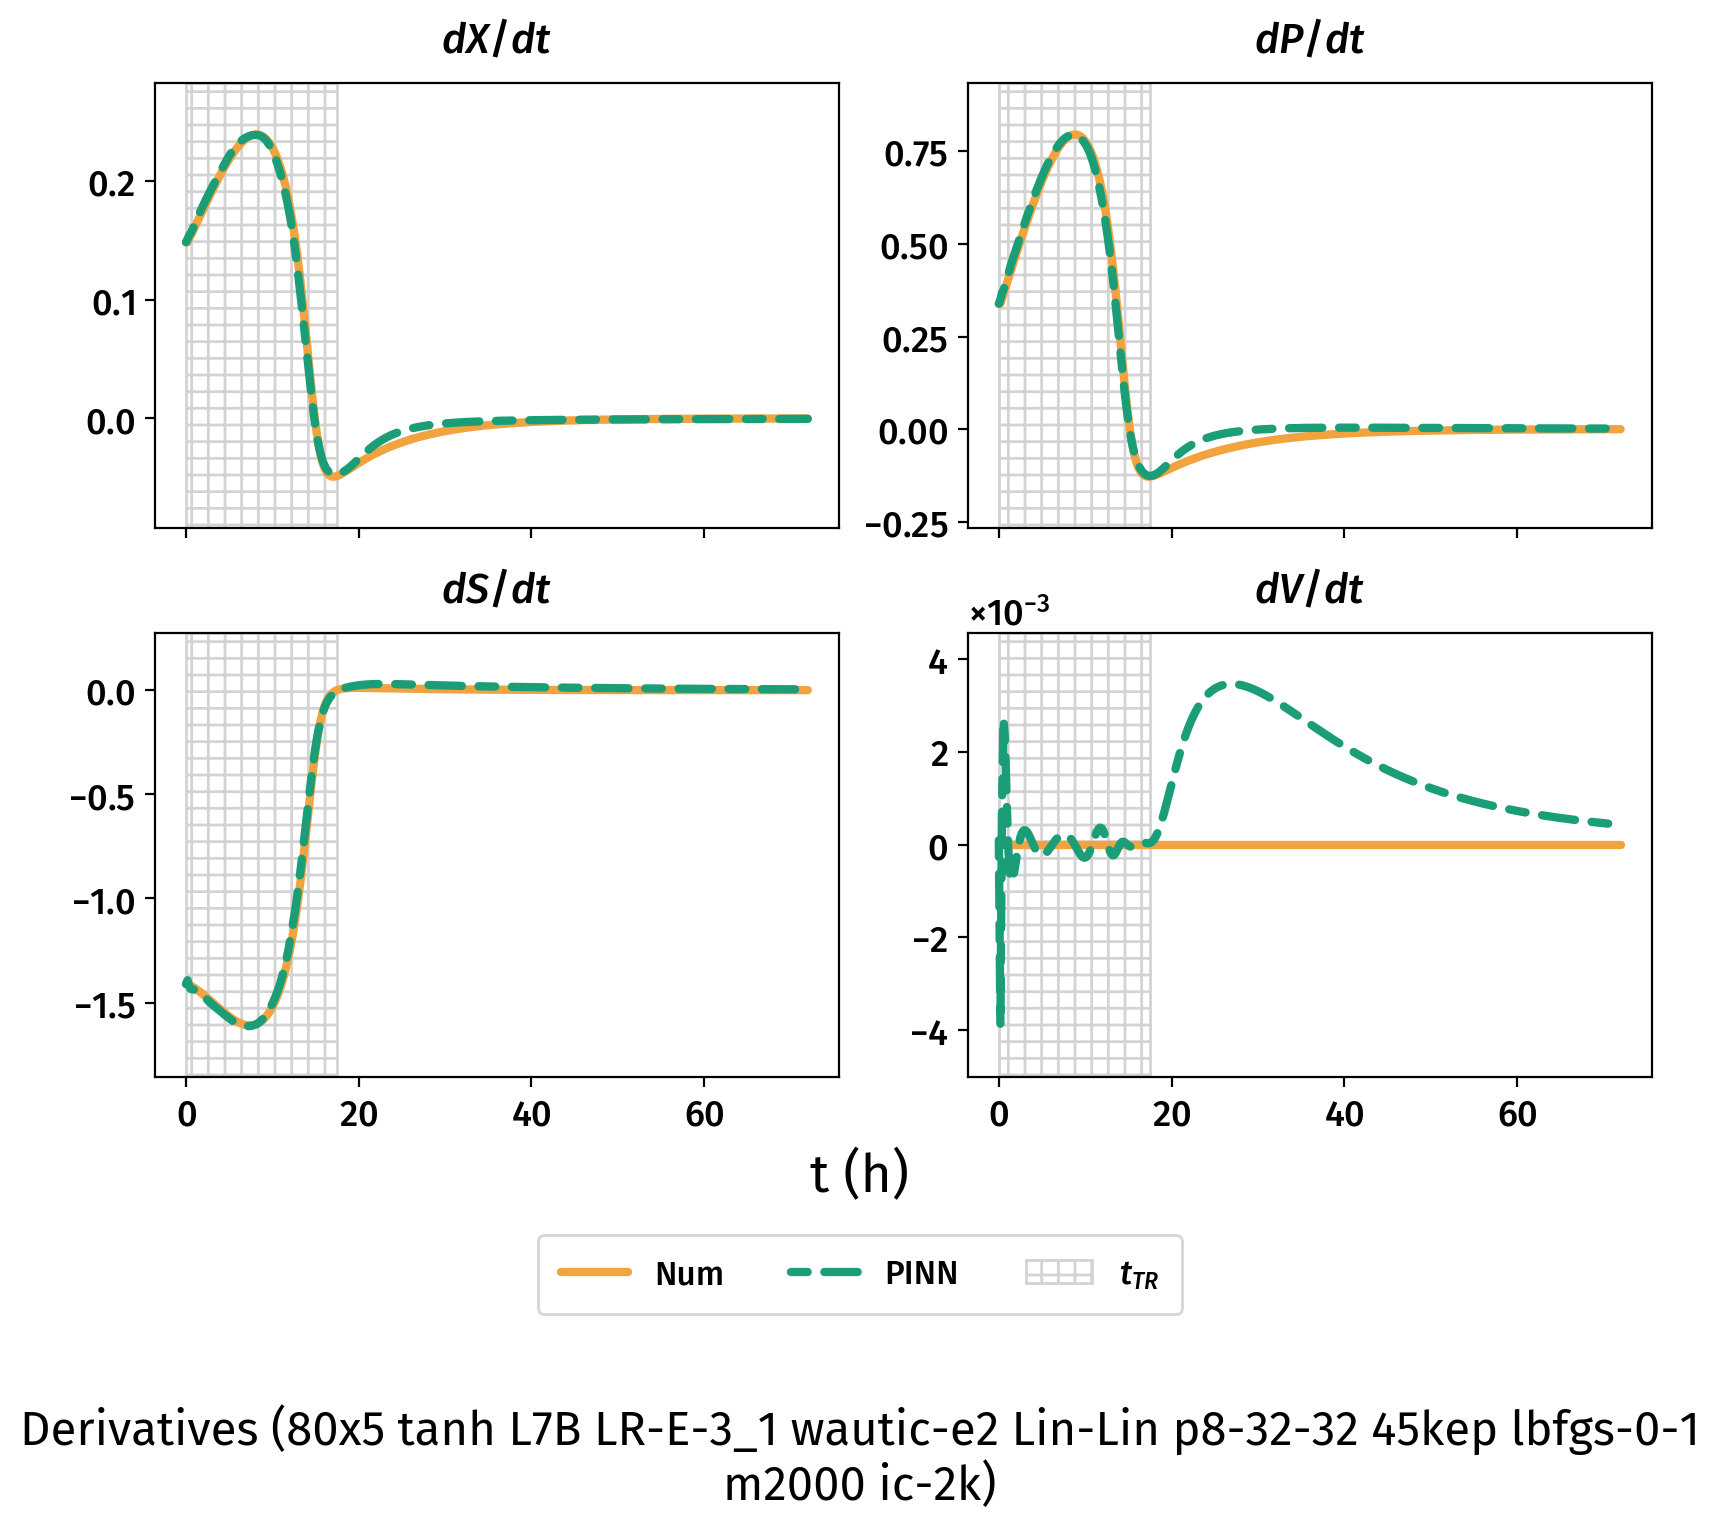 dX/dt
dP/dt
0.2
0.1
0.0
0.75
0.50
0.25
0.00
−0.25
dS/dt
dV/dt
×10⁻³
0.0
−0.5
−1.0
−1.5
4
2
0
−2
−4
0 20 40 60
0 20 40 60
t (h)
Num PINN t_TR
Derivatives (80x5 tanh L7B LR-E-3_1 wautic-e2 Lin-Lin p8-32-32 45kep lbfgs-0-1
m2000 ic-2k)